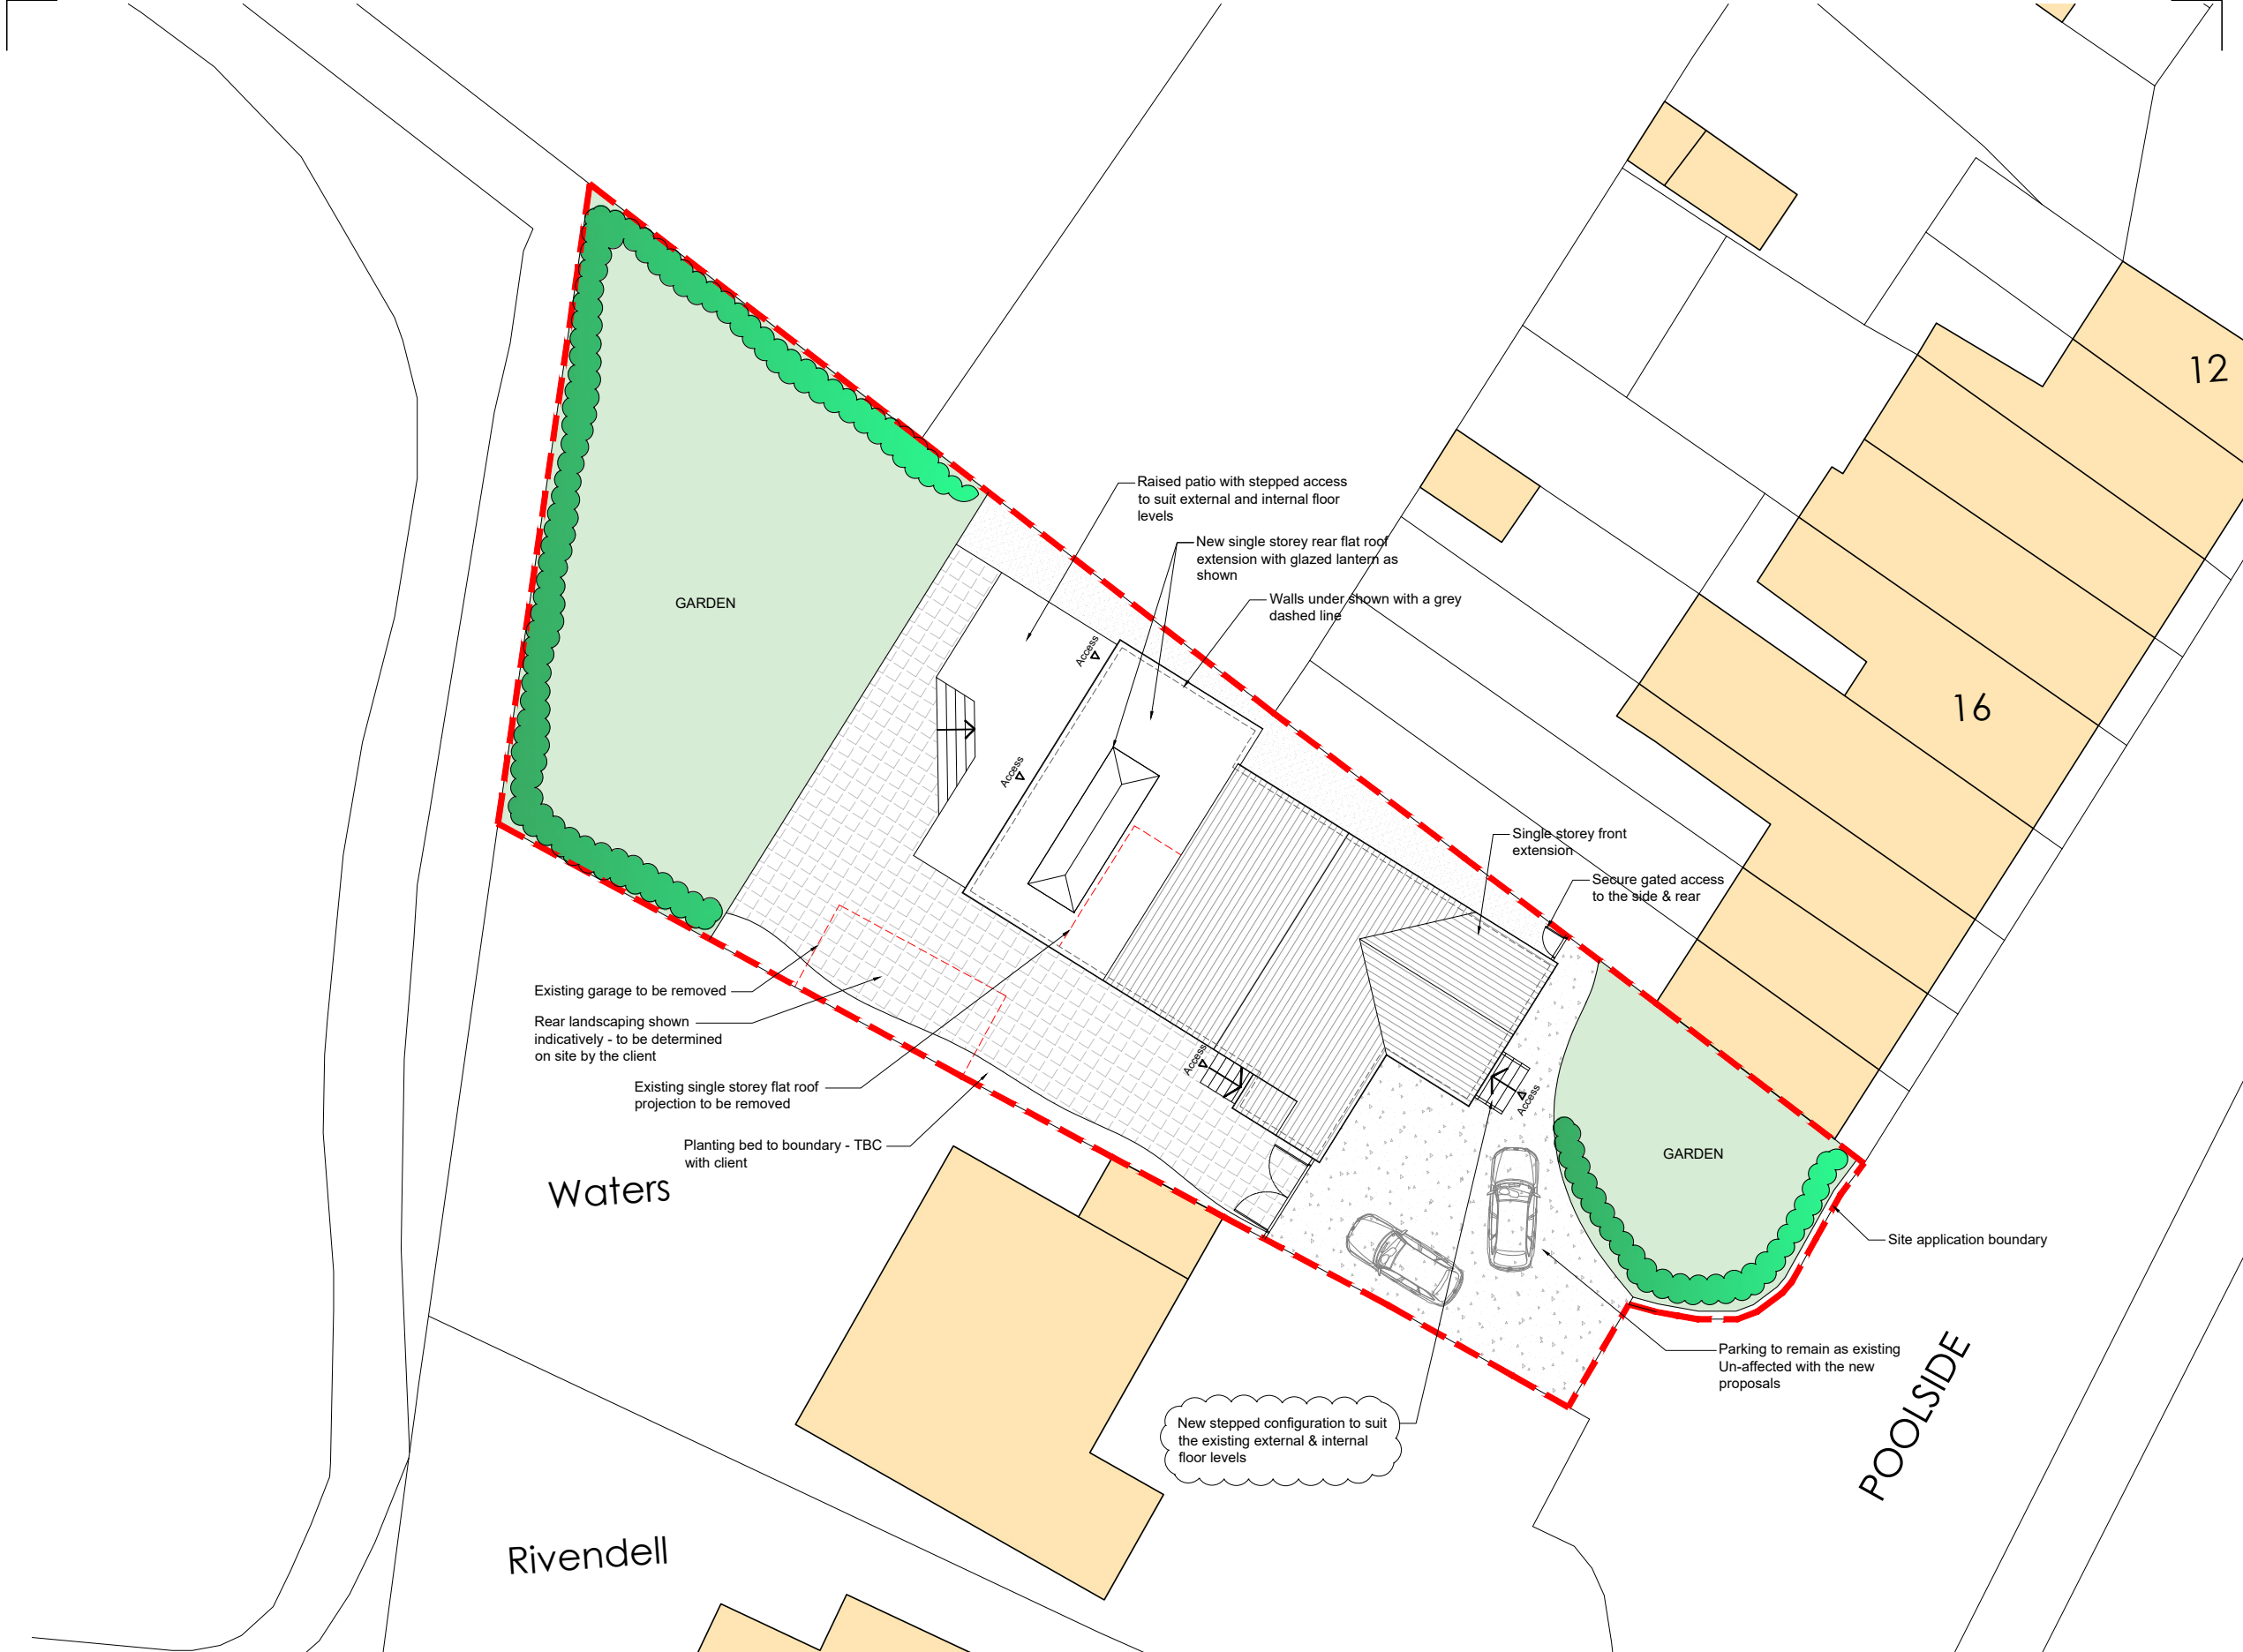 12
Raised patio with stepped access
to suit external and internal floor
levels
New single storey rear flat roof
extension with glazed lantern as
shown
Walls under shown with a grey
dashed line
GARDEN
Access
Access
16
Single storey front
extension
Secure gated access
to the side & rear
Existing garage to be removed
Rear landscaping shown
indicatively - to be determined
on site by the client
Existing single storey flat roof
projection to be removed
Planting bed to boundary - TBC
with client
Access
Access
GARDEN
Waters
Site application boundary
Parking to remain as existing
Un-affected with the new
proposals
New stepped configuration to suit
the existing external & internal
floor levels
POOLSIDE
Rivendell